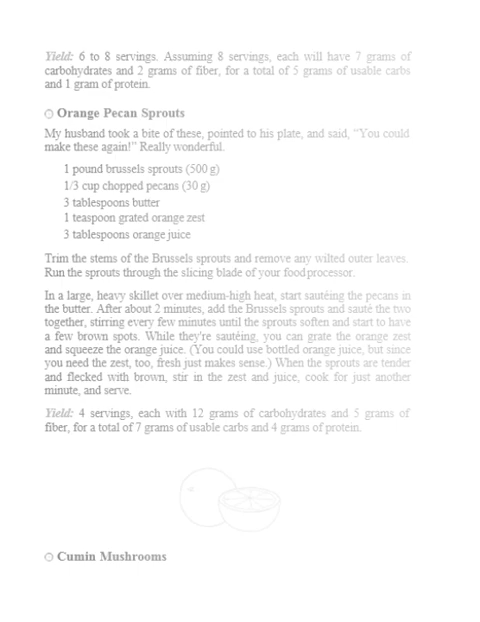 Yield: 6 to 8 servings. Assuming 8 servings, each will have 7 grams of
carbohydrates and 2 grams of fiber, for a total of 5 grams of usable carbs
and 1 gram of protein.
Orange Pecan Sprouts
My husband took a bite of these, pointed to his plate, and said, “You could
make these again!” Really wonderful.
1 pound brussels sprouts (500 g)
1/3 cup chopped pecans (30 g)
3 tablespoons butter
1 teaspoon grated orange zest
3 tablespoons orange juice
Trim the stems of the Brussels sprouts and remove any wilted outer leaves.
Run the sprouts through the slicing blade of your food processor.
In a large, heavy skillet over medium-high heat, start sautéing the pecans in
the butter. After about 2 minutes, add the Brussels sprouts and sauté the two
together, stirring every few minutes until the sprouts soften and start to have
a few brown spots. While they're sautéing, you can grate the orange zest
and squeeze the orange juice. (You could use bottled orange juice, but since
you need the zest, too, fresh just makes sense.) When the sprouts are tender
and flecked with brown, stir in the zest and juice, cook for just another
minute, and serve.
Yield: 4 servings, each with 12 grams of carbohydrates and 5 grams of
fiber, for a total of 7 grams of usable carbs and 4 grams of protein.
Cumin Mushrooms